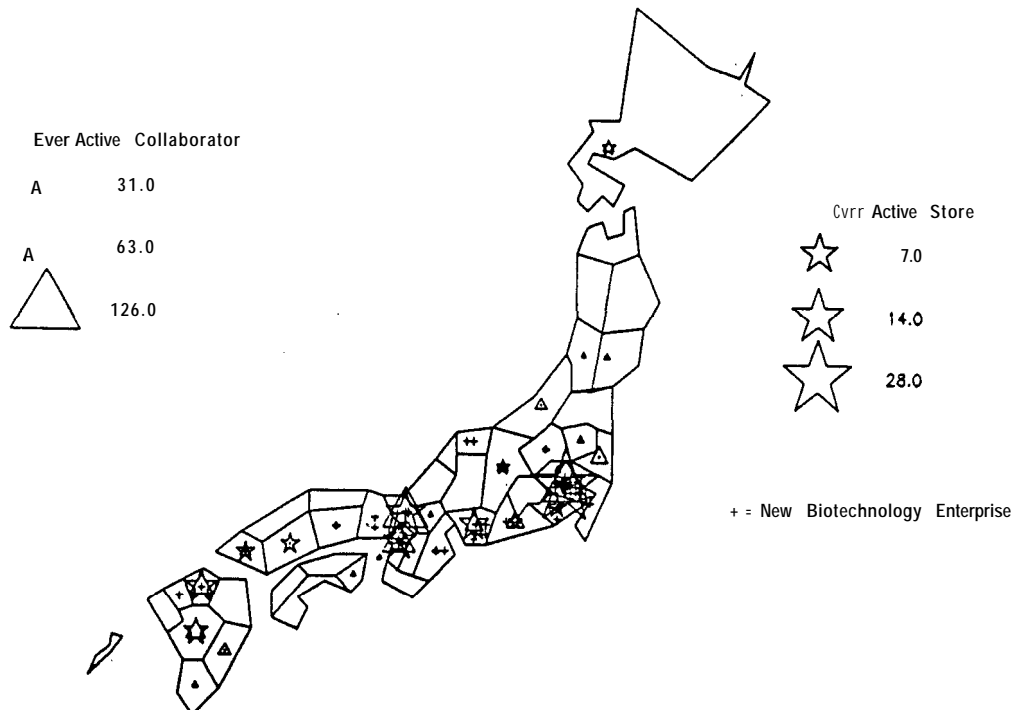 Ever Active Collaborator
A 31.0
A 63.0
126.0
Cvrr Active Store
7.0
14.0
28.0
+ = New Biotechnology Enterprise